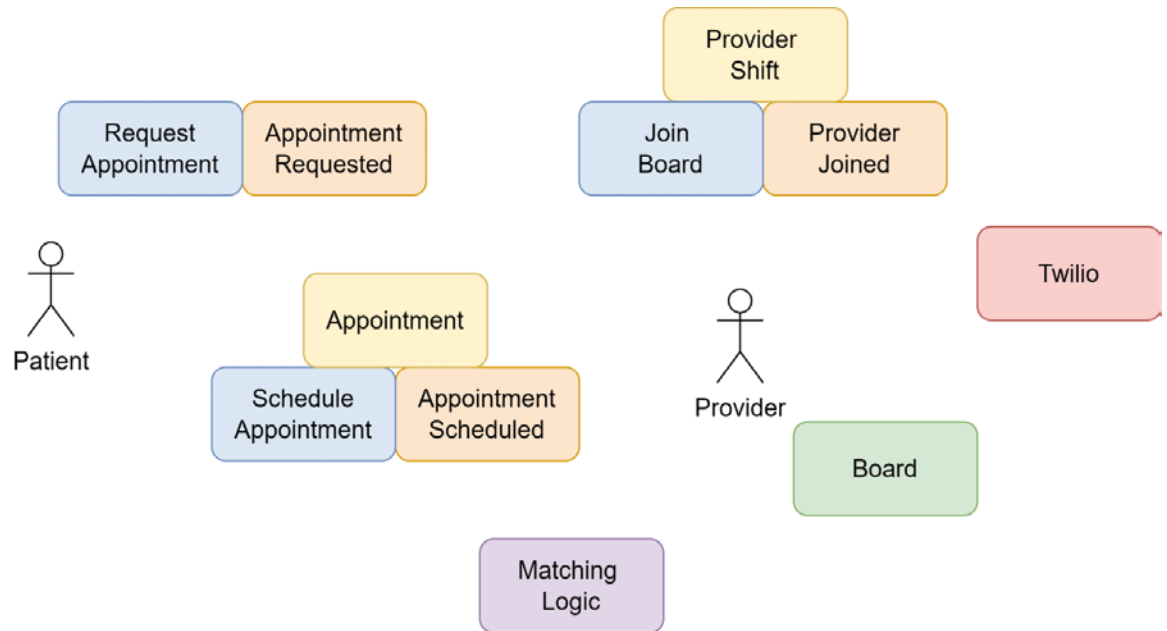 Provider
Shift
Request
Appointment
Appointment
Requested
Join
Board
Provider
Joined
Twilio
Appointment
Patient
Provider
Schedule
Appointment
Appointment
Scheduled
Board
Matching
Logic